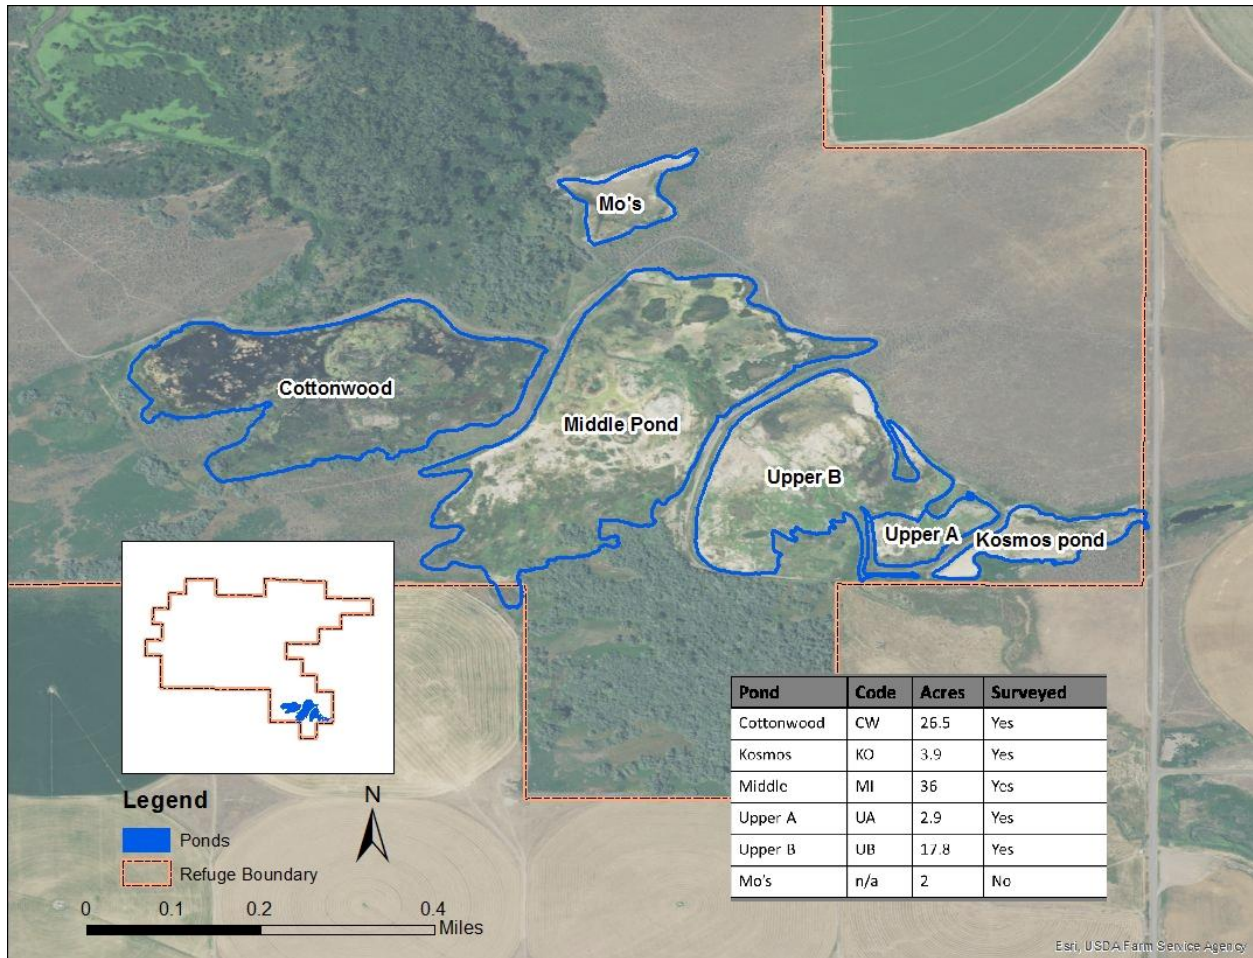 Mo's
Cottonwood
Middle Pond
Upper B
Upper A
Kosmos pond
Pond Code Acres Surveyed
Cottonwood CW 26.5 Yes
Kosmos KO 3.9 Yes
Middle MI 36 Yes
Upper A UA 2.9 Yes
Upper B UB 17.8 Yes
Mo's n/a 2 No
Legend
N
Ponds
Refuge Boundary
0 0.1 0.2 0.4
Miles
Esri, USDA Farm Service Agency